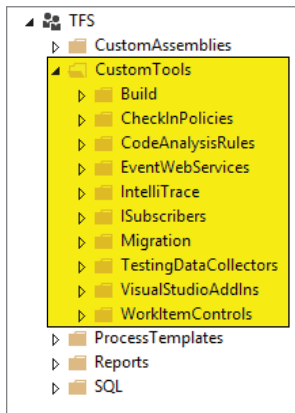 TFS
CustomAssemblies
CustomTools
Build
CheckInPolicies
CodeAnalysisRules
EventWebServices
IntelliTrace
ISubscribers
Migration
TestingDataCollectors
VisualStudioAddIns
WorkItemControls
ProcessTemplates
Reports
SQL